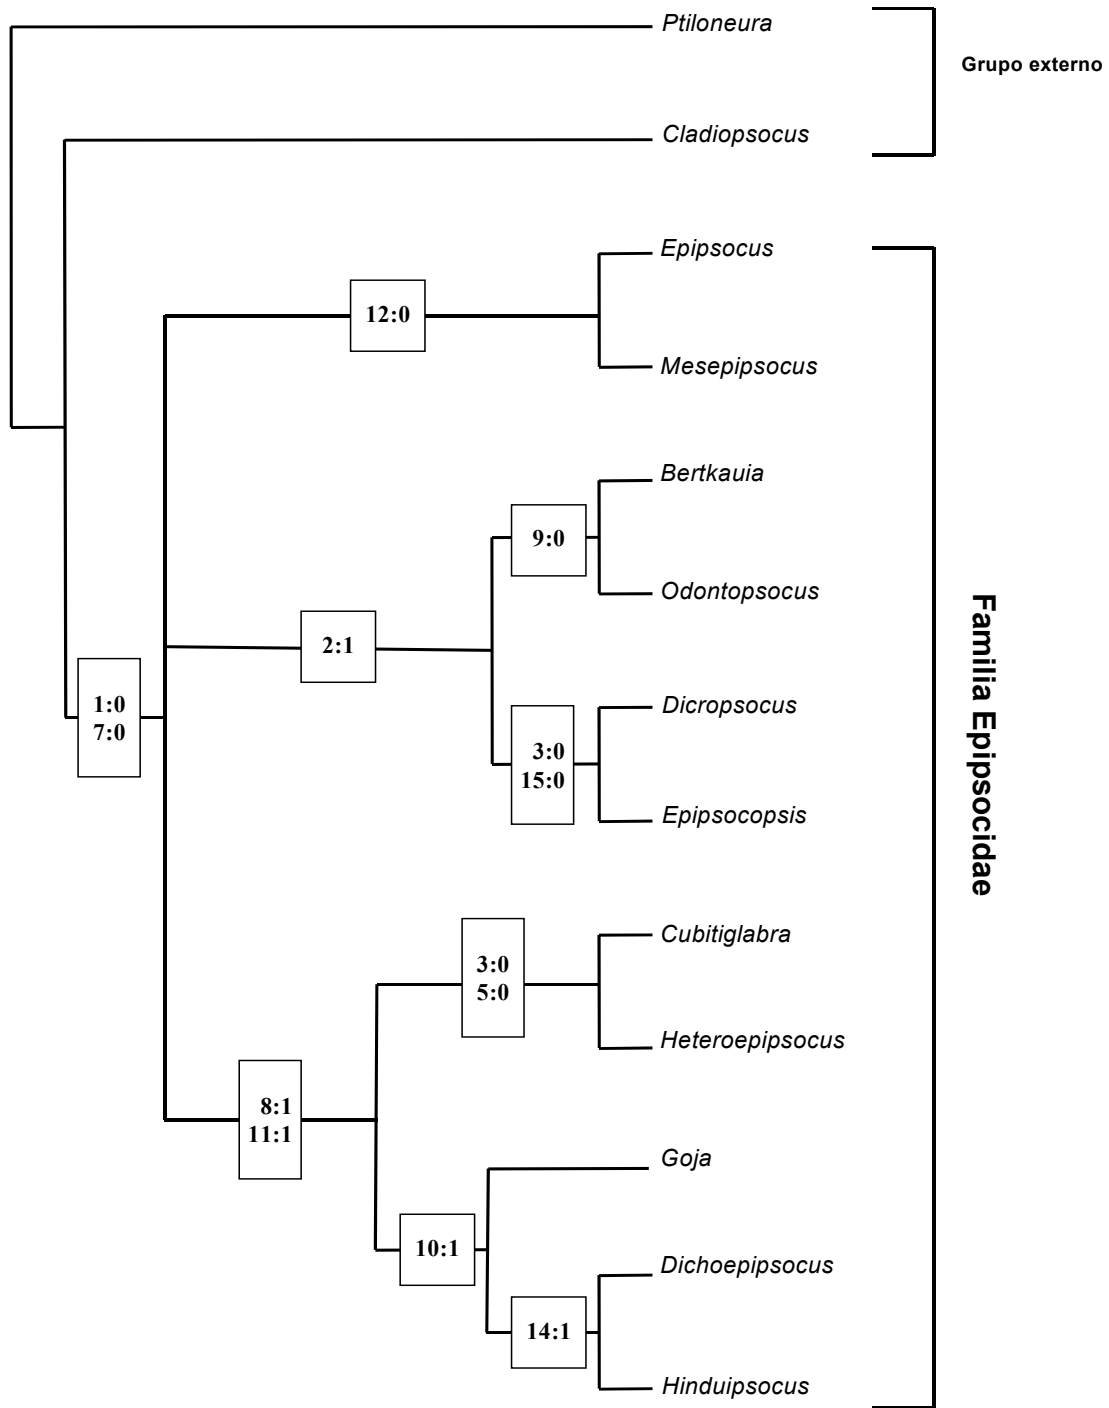 Ptiloneura
Grupo externo
Cladiopsocus
Epipsocus
12:0
Mesepipsocus
Bertkauia
9:0
Odontopsocus
2:1
1:0
7:0
Dicropsocus
3:0
15:0
Epipsocopsis
Familia Epipsocidae
Cubitiglabra
3:0
5:0
Heteroepipsocus
8:1
11:1
Goja
10:1
Dichoepipsocus
14:1
Hinduipsocus